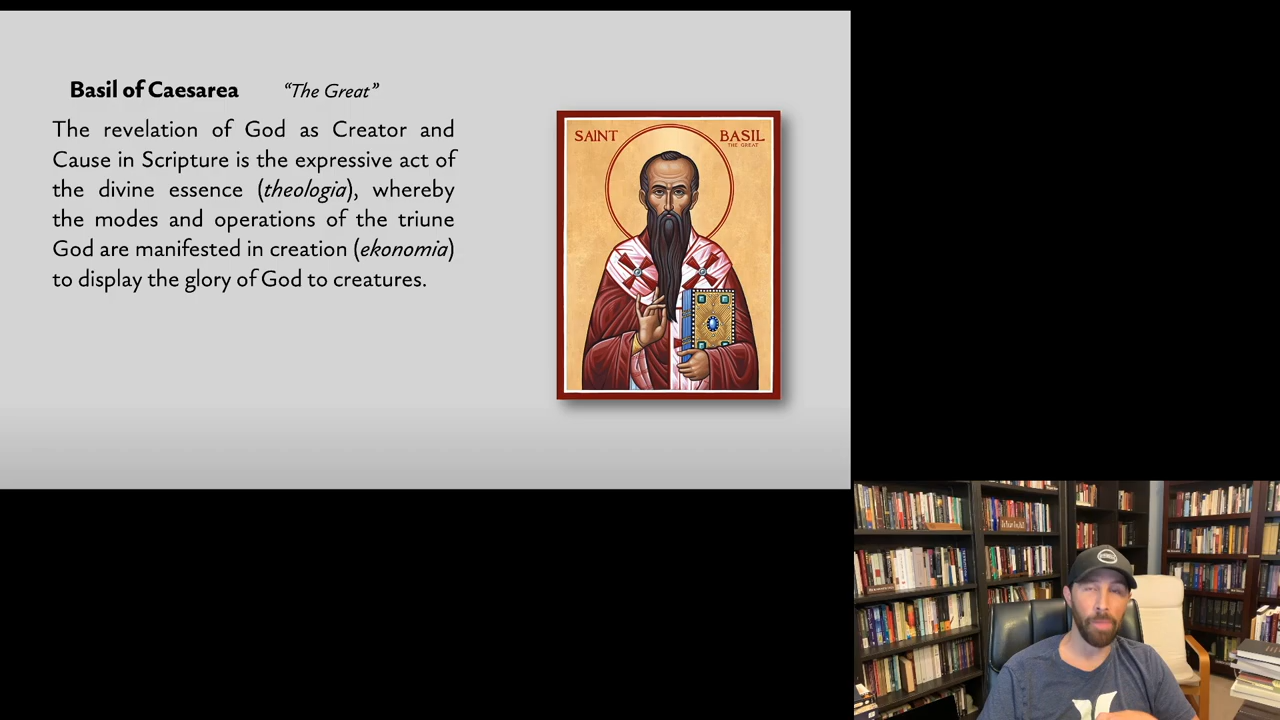 Basil of Caesarea “The Great”
The revelation of God as Creator and
Cause in Scripture is the expressive act of
the divine essence (theologia), whereby
the modes and operations of the triune
God are manifested in creation (ekonomia)
to display the glory of God to creatures.
SAINT BASIL
THE GREAT